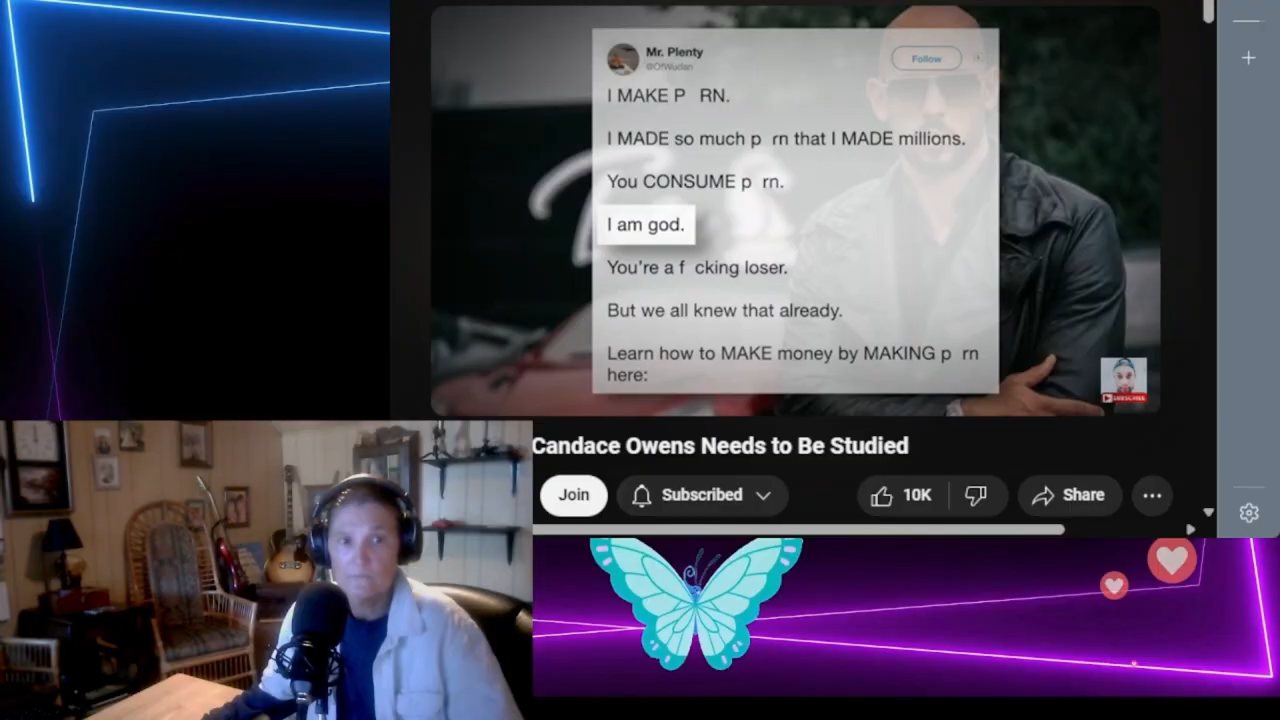 Mr. Plenty
@OfWudan
Follow
I MAKE P RN.
I MADE so much p rn that I MADE millions.
You CONSUME p rn.
I am god.
You're a f cking loser.
But we all knew that already.
Learn how to MAKE money by MAKING p rn
here:
SUBSCRIBE
Candace Owens Needs to Be Studied
Join
Subscribed
10K
Share